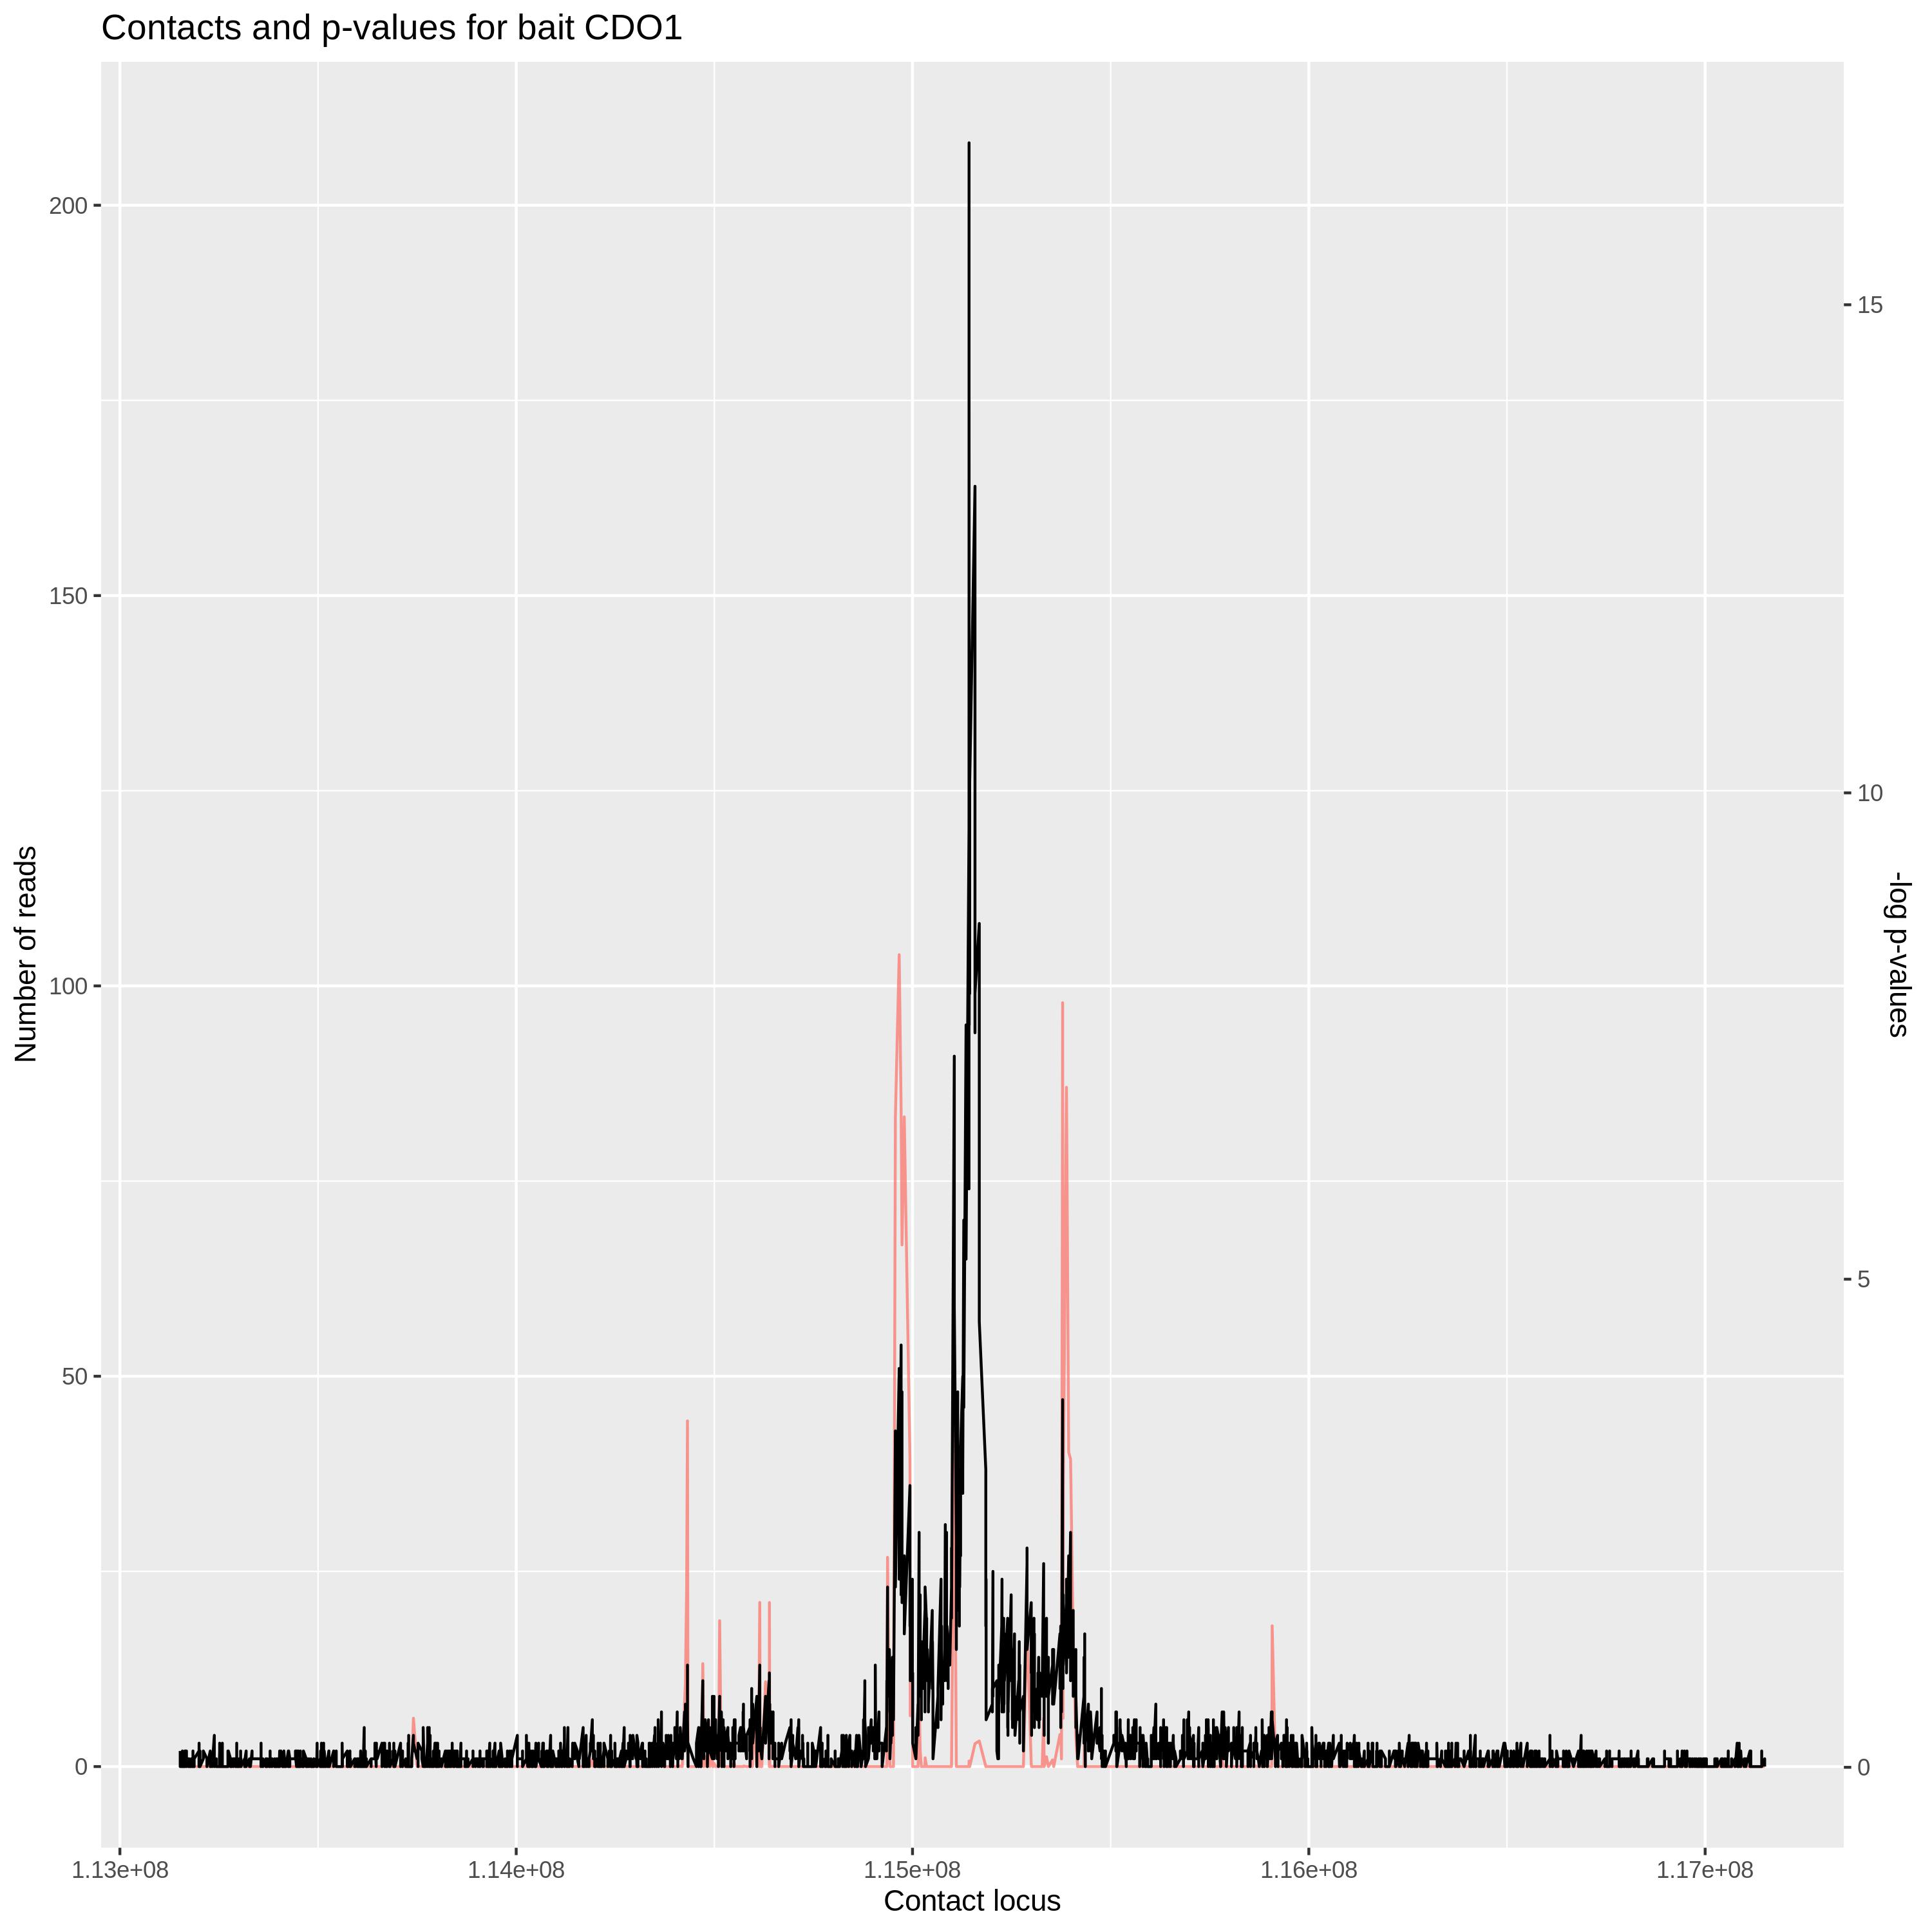 Contacts and p-values for bait CDO1
200
150
100
50
0
Number of reads
15
10
5
0
-log p-values
1.13e+08
1.14e+08
1.15e+08
1.16e+08
1.17e+08
Contact locus